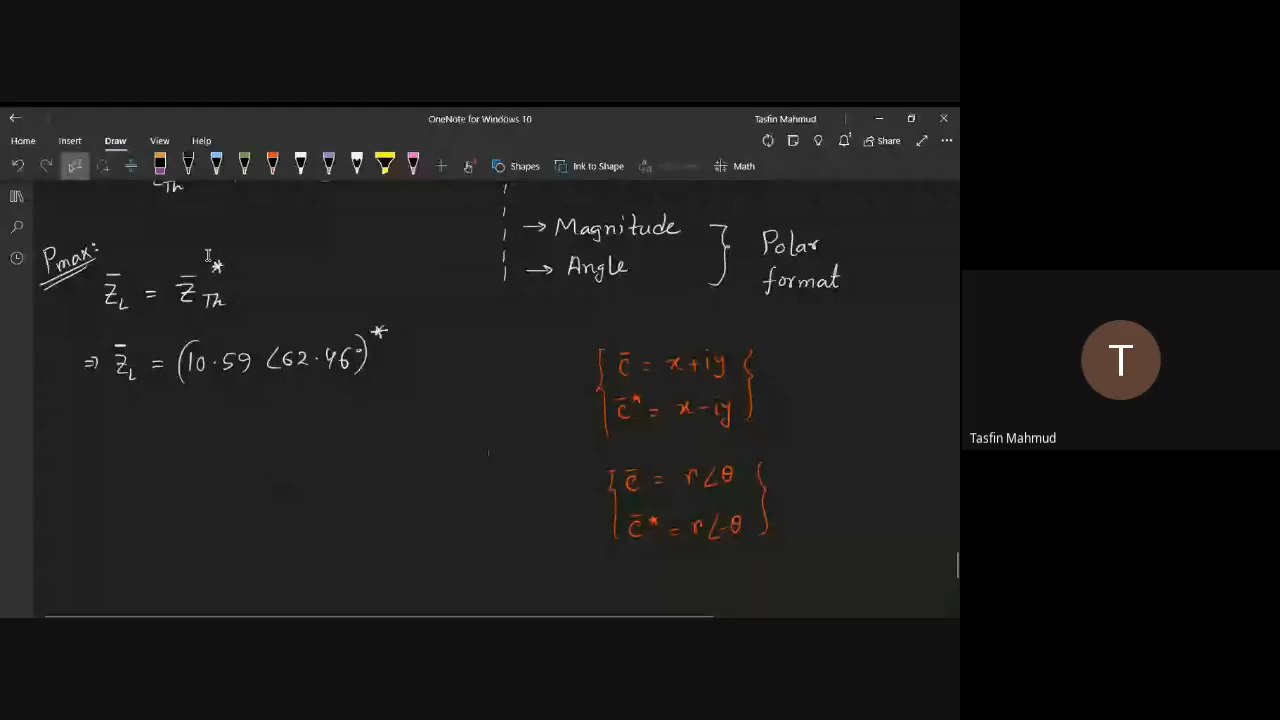 OneNote for Windows 10
Tasfin Mahmud
Home Insert Draw View Help
Share
Shapes Ink to Shape Math
Th
Pmax:
Z̄L = Z̄Th*
⇒ Z̄L = (10.59 ∠62.46°)*
→ Magnitude
→ Angle
} Polar
format
{ c̄ = x+iy }
{ c̄* = x-iy }
{ c̄ = r∠θ }
{ c̄* = r∠-θ }
T
Tasfin Mahmud